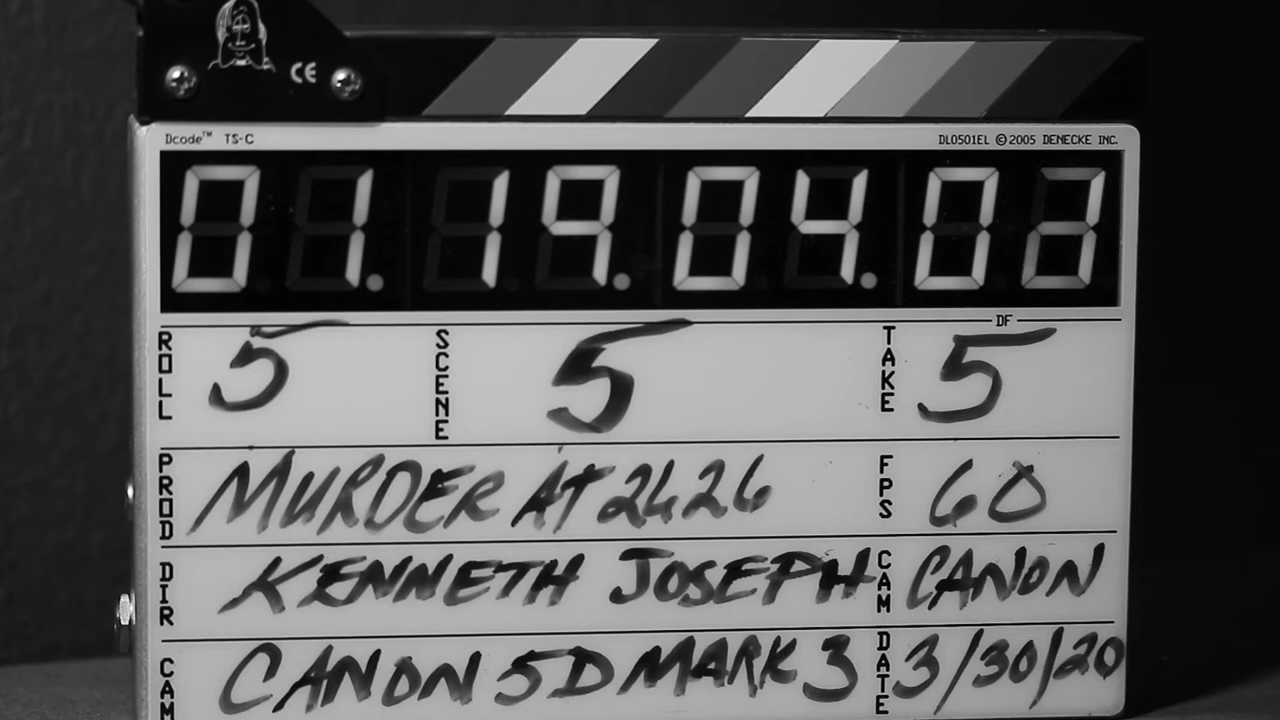 CE
Dcode™ TS-C DL0501EL ©2005 DENECKE INC.
01.19.04.02
DF
ROLL 5 SCENE 5 TAKE 5
PROD MURDER AT 2626 FPS 60
DIR KENNETH JOSEPH CAM CANON
CAM CANON 5D MARK 3 DATE 3/30/20